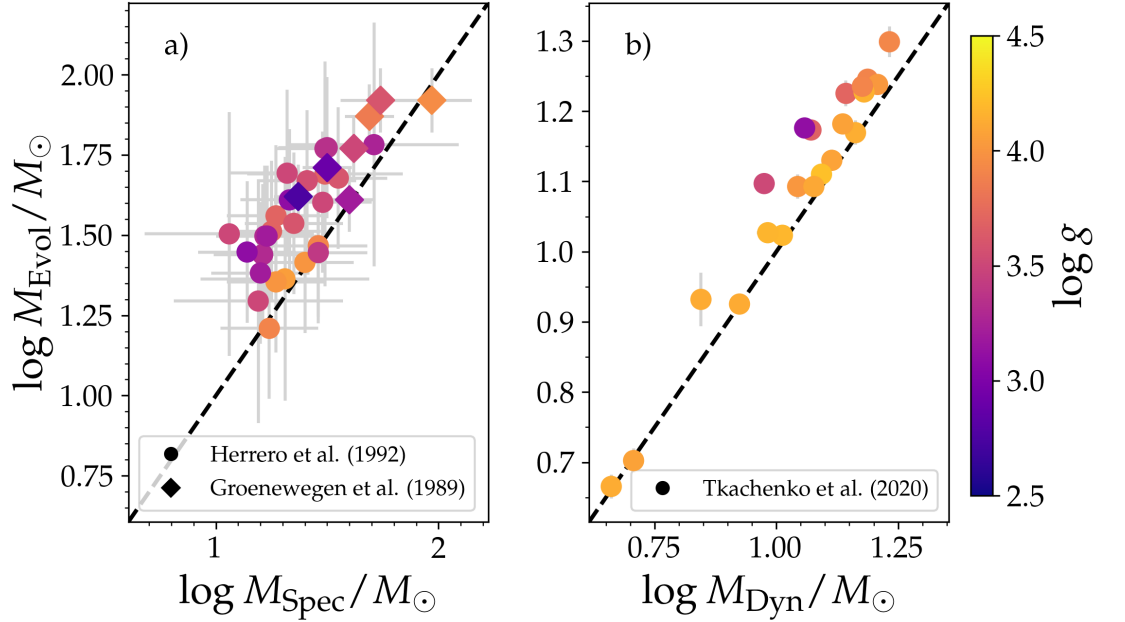 a)
2.00
1.75
1.50
1.25
1.00
0.75
1
2
log M_Evol/M_⊙
log M_Spec/M_⊙
Herrero et al. (1992)
Groenewegen et al. (1989)
b)
1.3
1.2
1.1
1.0
0.9
0.8
0.7
0.75
1.00
1.25
log M_Evol/M_⊙
log M_Dyn/M_⊙
Tkachenko et al. (2020)
4.5
4.0
3.5
3.0
2.5
log g